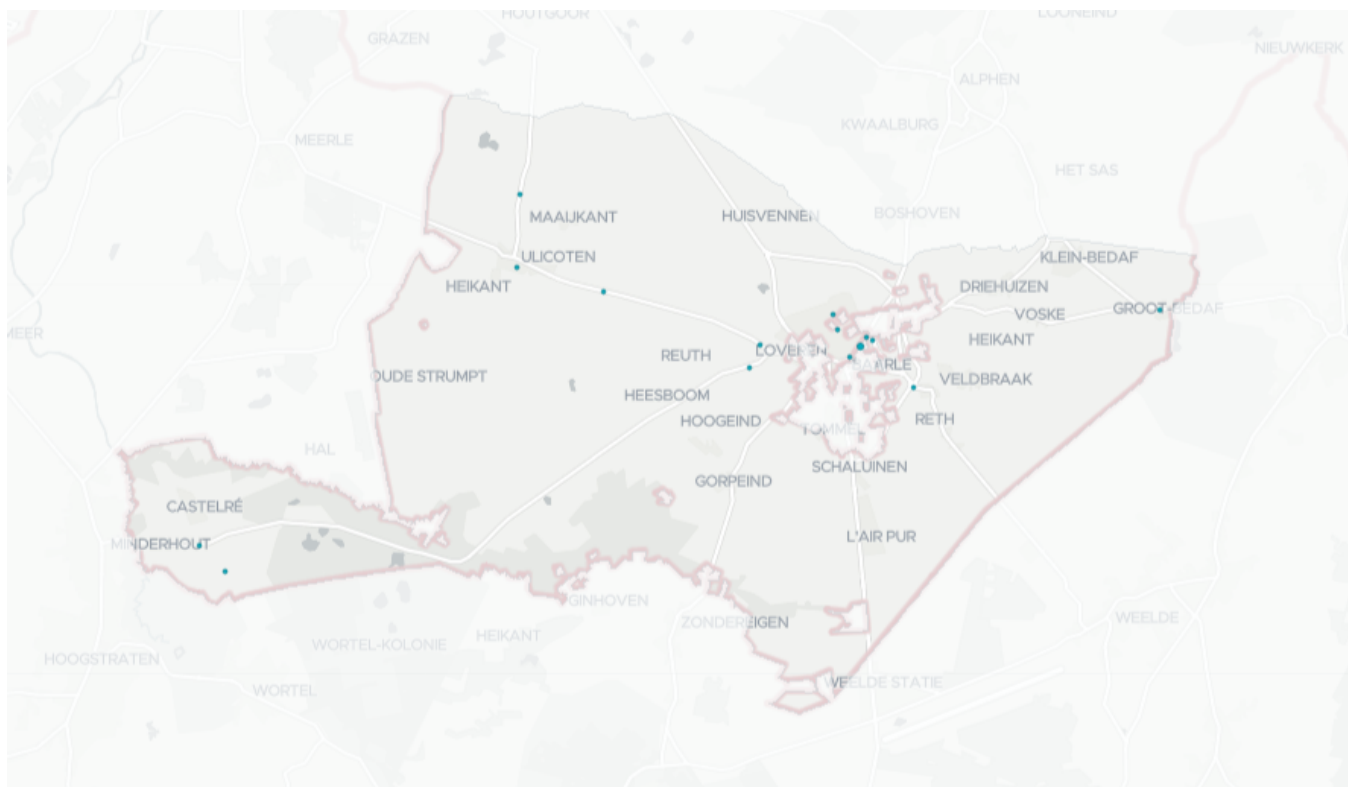 HOUTGOOR
LOONEIND
GRAZEN
NIEUWKERK
ALPHEN
KWAALBURG
MEERLE
HET SAS
MAAIJKANT
HUISVENNEN
BOSHOVEN
ULICOTEN
KLEIN-BEDAF
HEIKANT
DRIEHUIZEN
VOSKE
GROOT-BEDAF
MEER
HEIKANT
REUTH
LOVEREN
BAARLE
OUDE STRUMPT
VELDBRAAK
HEESBOOM
HOOGEIND
TOMMEL
RETH
HAL
SCHALUINEN
GORPEIND
CASTELRÉ
L'AIR PUR
MINDERHOUT
GINHOVEN
ZONDEREIGEN
WEELDE
HEIKANT
WORTEL-KOLONIE
HOOGSTRATEN
WEELDE STATIE
WORTEL